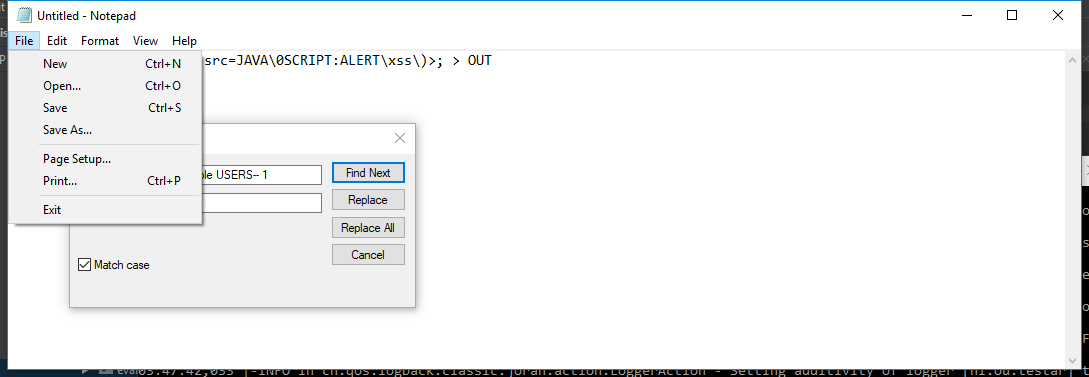 Untitled - Notepad
File Edit Format View Help
src=JAVA\0SCRIPT:ALERT\xss\)>; > OUT
New Ctrl+N
Open... Ctrl+O
Save Ctrl+S
Save As...
Page Setup...
Print... Ctrl+P
Exit
USERS-- 1
Find Next
Replace
Replace All
Cancel
Match case
03:47:42,033 |-INFO in ch.qos.logback.classic.joran.action.LoggerAction - Setting additivity of logger [nl.ou.testar]